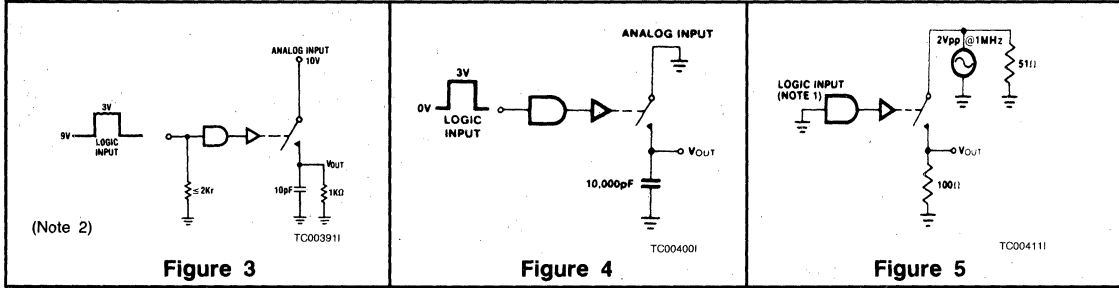 ANALOG INPUT
10V
3V
9V
LOGIC
INPUT
≤2Kr
VOUT
10pF
1KΩ
(Note 2)
TC00391I
Figure 3
ANALOG INPUT
3V
0V
LOGIC
INPUT
VOUT
10,000pF
TC00400I
Figure 4
2Vpp @1MHz
51Ω
LOGIC INPUT
(NOTE 1)
VOUT
100Ω
TC00411I
Figure 5